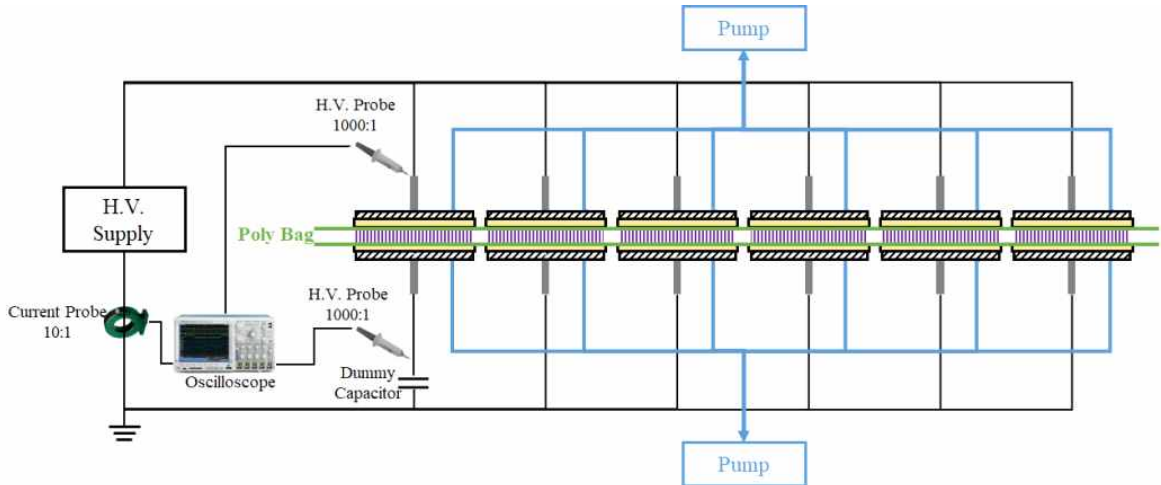 Pump
H.V. Probe
1000:1
H.V.
Supply
Poly Bag
H.V. Probe
1000:1
Current Probe
10:1
Oscilloscope
Dummy
Capacitor
Pump